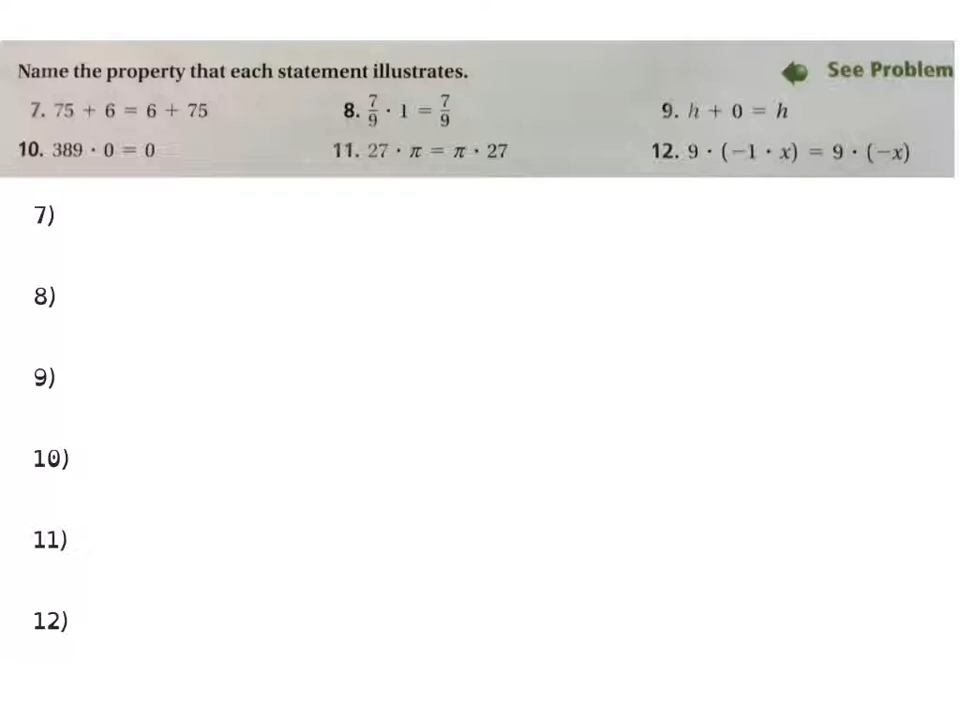 Name the property that each statement illustrates. See Problem
7. 75 + 6 = 6 + 75 8. 7/9 · 1 = 7/9 9. h + 0 = h
10. 389 · 0 = 0 11. 27 · π = π · 27 12. 9 · (−1 · x) = 9 · (−x)
7)
8)
9)
10)
11)
12)